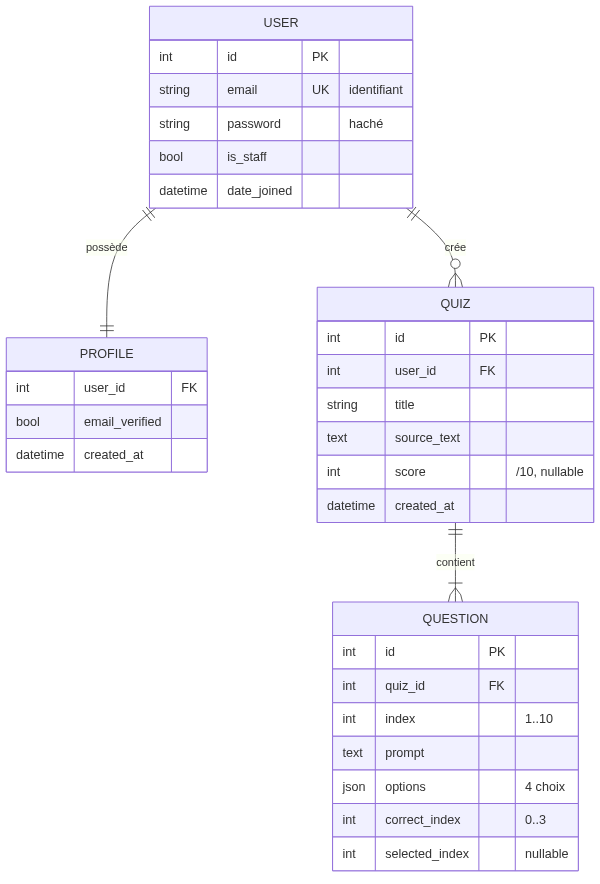 USER
int id PK
string email UK identifiant
string password haché
bool is_staff
datetime date_joined
possède
crée
QUIZ
int id PK
int user_id FK
string title
text source_text
int score /10, nullable
datetime created_at
PROFILE
int user_id FK
bool email_verified
datetime created_at
contient
QUESTION
int id PK
int quiz_id FK
int index 1..10
text prompt
json options 4 choix
int correct_index 0..3
int selected_index nullable